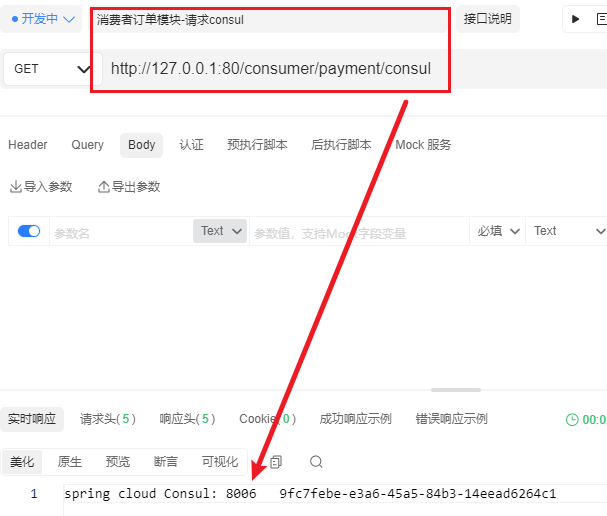 开发中 消费者订单模块-请求consul 接口说明
GET http://127.0.0.1:80/consumer/payment/consul
Header Query Body 认证 预执行脚本 后执行脚本 Mock 服务
导入参数 导出参数
参数名 Text 参数值，支持Mock字段变量 必填 Text
实时响应 请求头(5) 响应头(5) Cookie(0) 成功响应示例 错误响应示例 00:0
美化 原生 预览 断言 可视化
1 spring cloud Consul: 8006 9fc7febe-e3a6-45a5-84b3-14eead6264c1